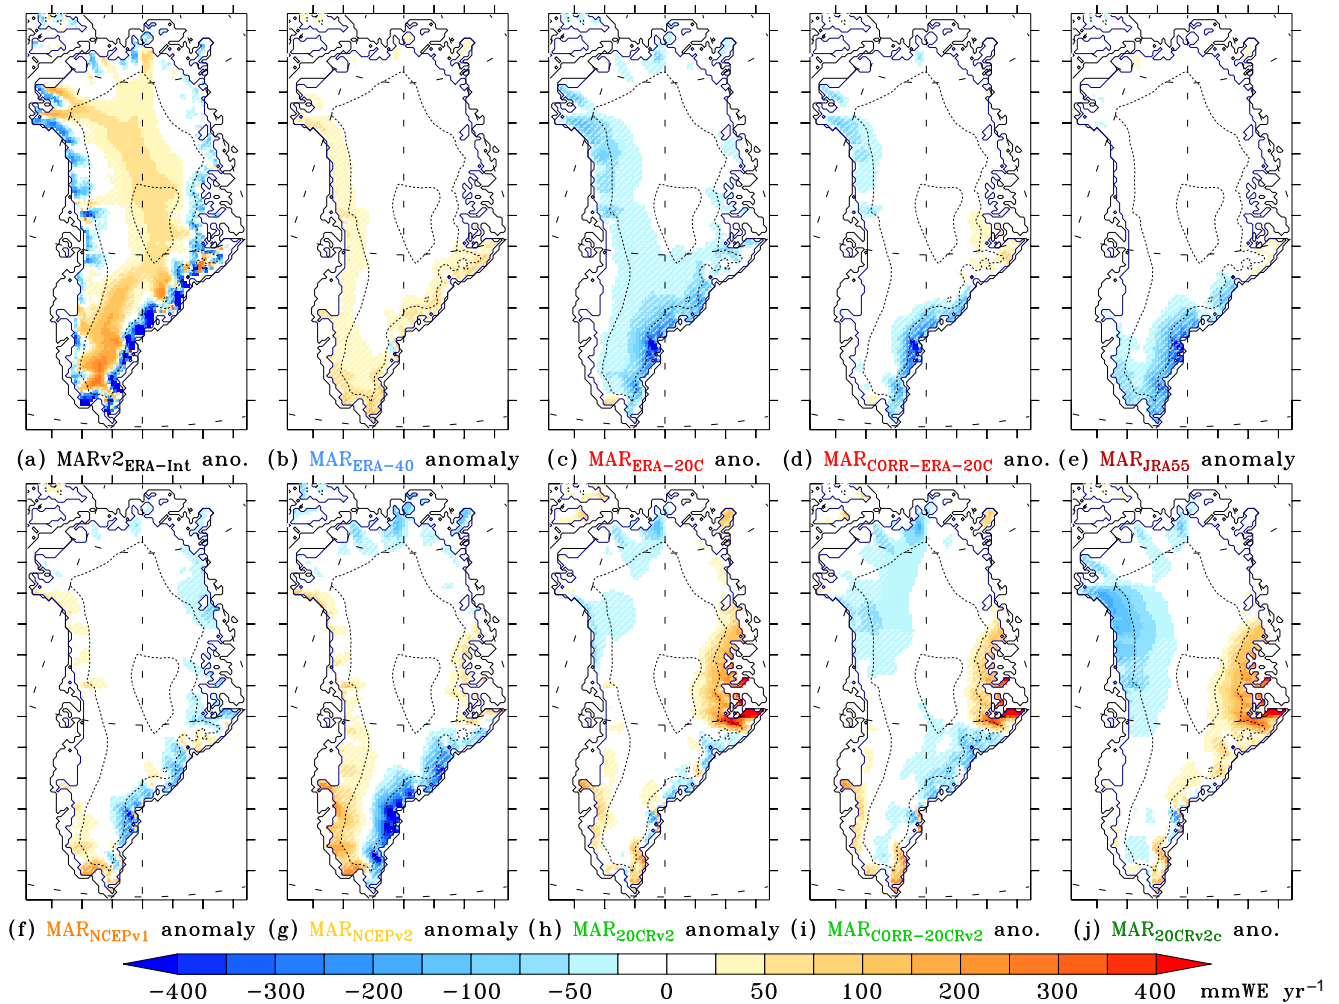 (a) MARv2ERA−Int ano. (b) MARERA−40 anomaly (c) MARERA−20C ano. (d) MARCORR−ERA−20C ano. (e) MARJRA55 anomaly
(f) MARNCEPv1 anomaly (g) MARNCEPv2 anomaly (h) MAR20CRv2 anomaly (i) MARCORR−20CRv2 ano. (j) MAR20CRv2c ano.
−400 −300 −200 −100 −50 0 50 100 200 300 400 mmWE yr−1